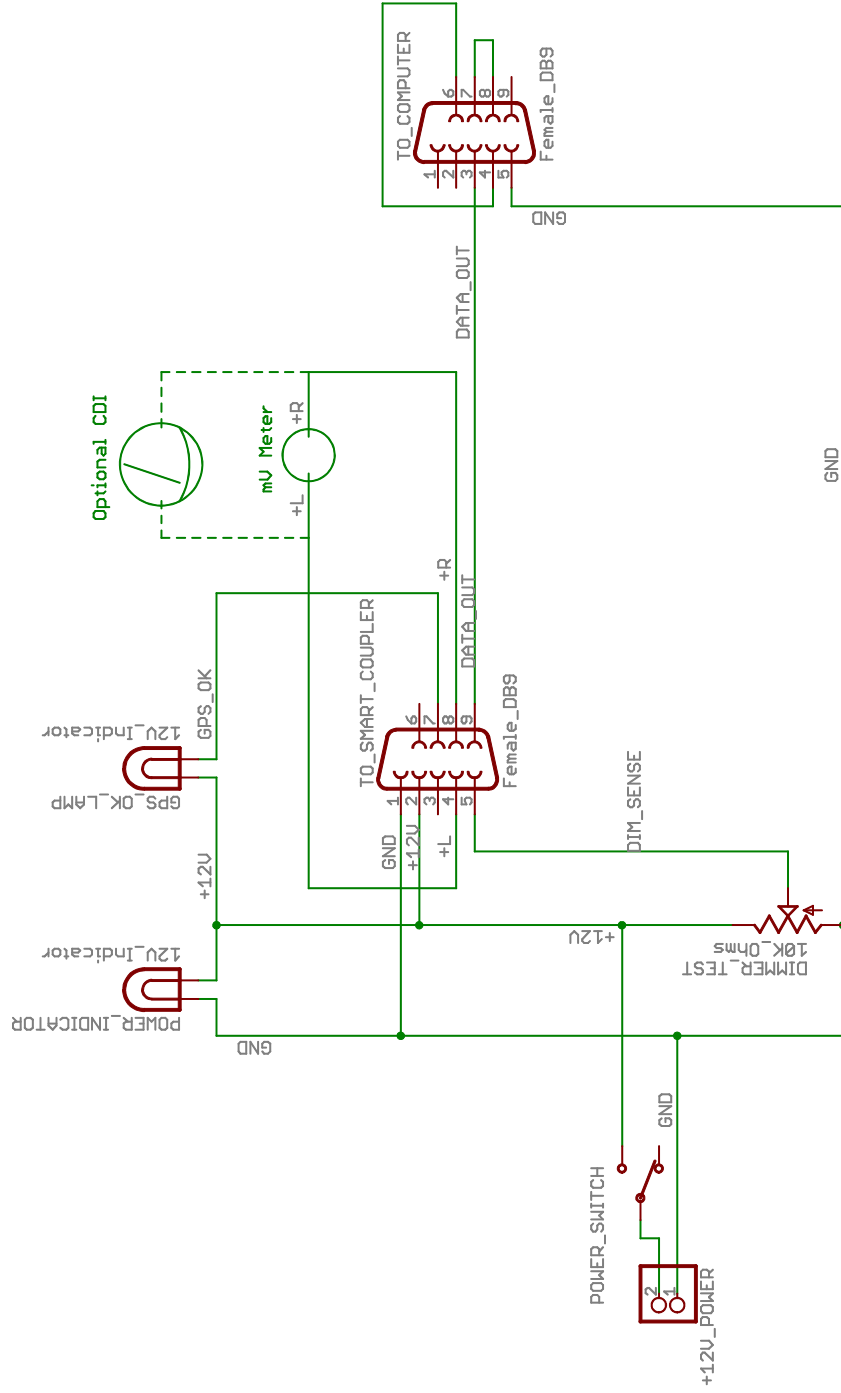 TO_COMPUTER
6
7
8
9
1
2
3
4
5
Female_DB9
GND
DATA_OUT
Optional CDI
mV Meter
+R
+L
GND
+R
DATA_OUT
GPS_OK
12V_Indicator
GPS_OK_LAMP
TO_SMART_COUPLER
6
7
8
9
1
2
3
4
5
Female_DB9
GND
+12V
+L
DIM_SENSE
+12V
+12V
12V_Indicator
POWER_INDICATOR
10K_Ohms
DIMMER_TEST
GND
GND
POWER_SWITCH
2
1
+12V_POWER